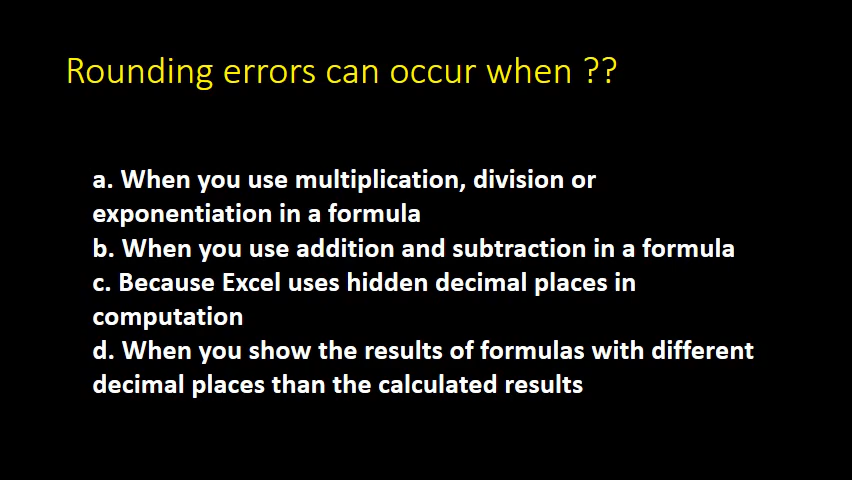 Rounding errors can occur when ??
a. When you use multiplication, division or
exponentiation in a formula
b. When you use addition and subtraction in a formula
c. Because Excel uses hidden decimal places in
computation
d. When you show the results of formulas with different
decimal places than the calculated results